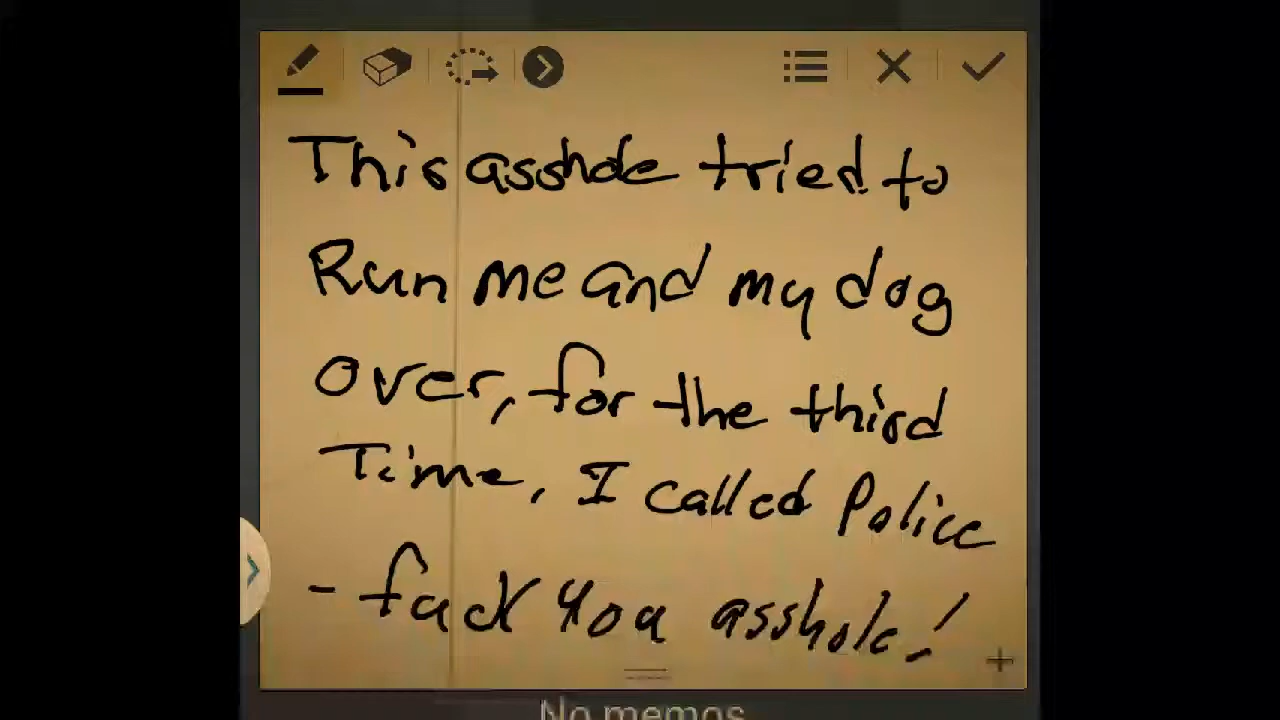 This asshole tried to
Run me and my dog
over, for the third
Time, I called Police
- fuck you asshole!
No memos